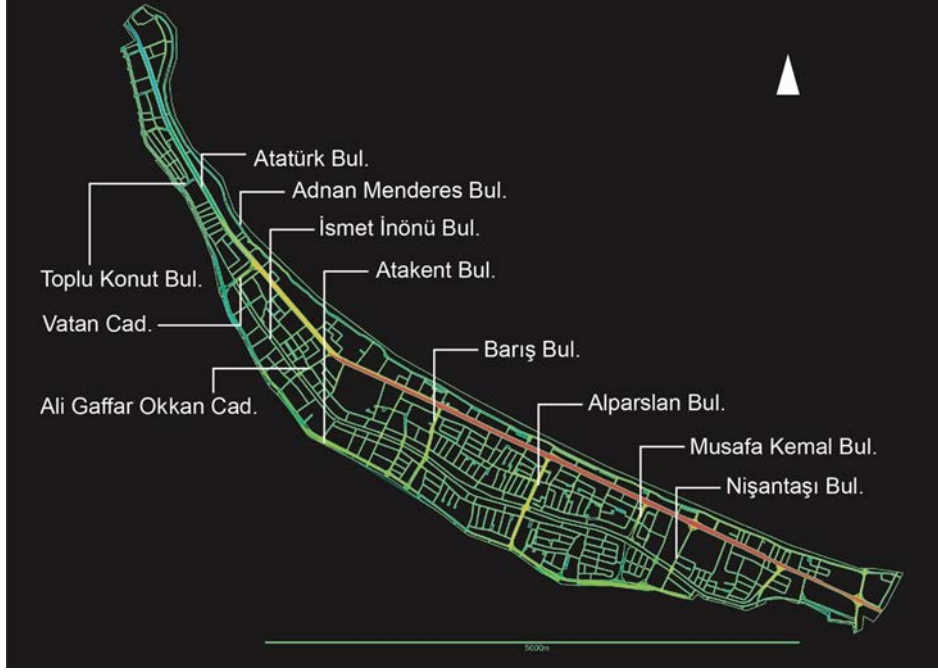 Atatürk Bul.
Adnan Menderes Bul.
İsmet İnönü Bul.
Atakent Bul.
Toplu Konut Bul.
Vatan Cad.
Barış Bul.
Ali Gaffar Okkan Cad.
Alparslan Bul.
Musafa Kemal Bul.
Nişantaşı Bul.
5000m